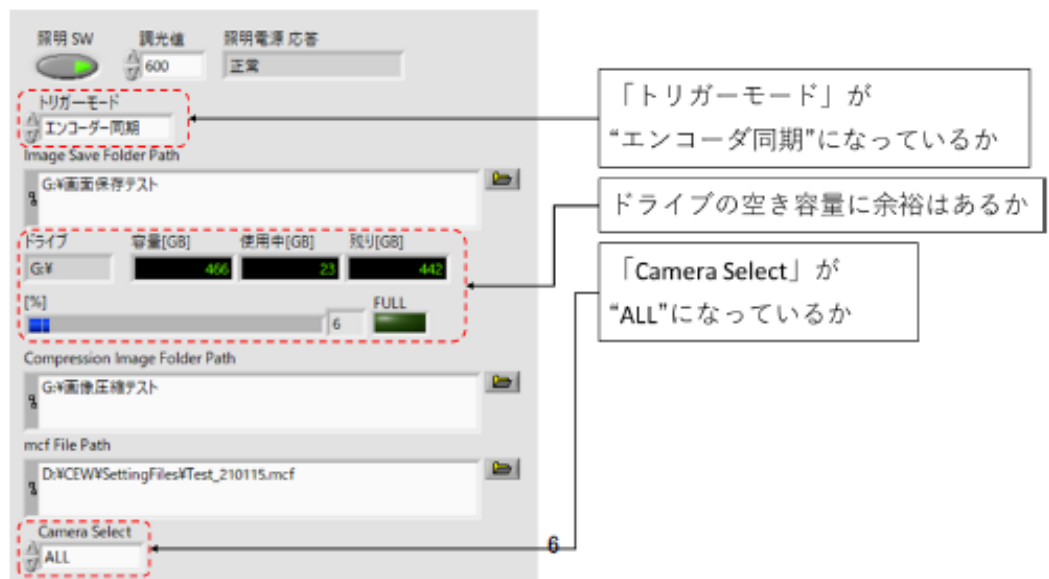 照明 SW　調光値　照明電源 応答
600　正常
トリガーモード
エンコーダー同期
Image Save Folder Path
G:¥画面保存テスト
ドライブ　容量[GB]　使用中[GB]　残り[GB]
G:¥　466　23　442
[%]　FULL
6
Compression Image Folder Path
G:¥画像圧縮テスト
mcf File Path
D:¥CEW¥SettingFiles¥Test_210115.mcf
Camera Select
ALL
「トリガーモード」が
“エンコーダ同期”になっているか
ドライブの空き容量に余裕はあるか
「Camera Select」が
“ALL”になっているか
6